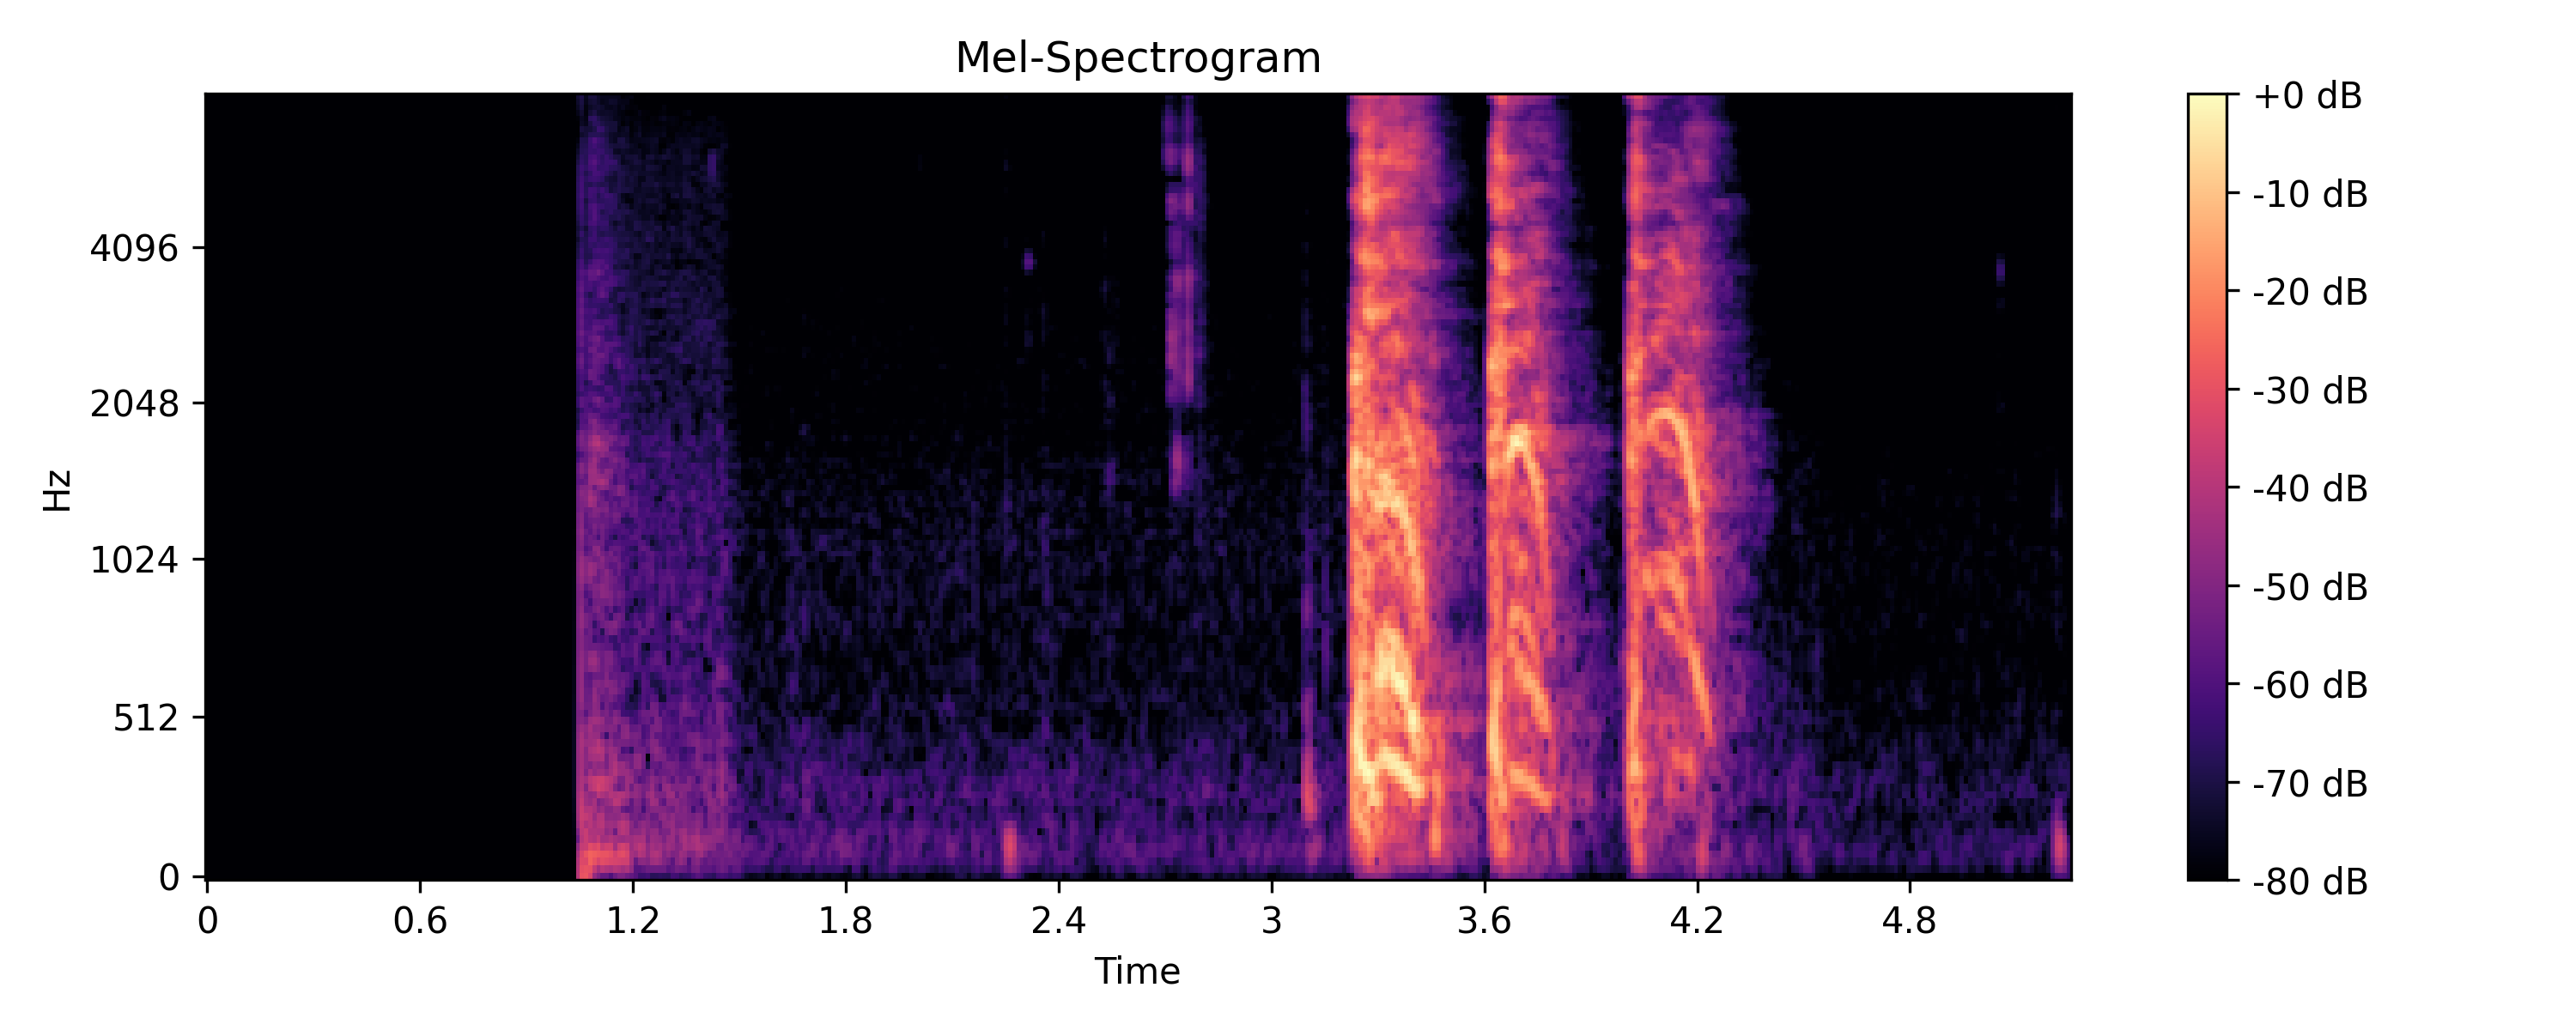 Mel-Spectrogram
+0 dB
-10 dB
-20 dB
-30 dB
-40 dB
-50 dB
-60 dB
-70 dB
-80 dB
Hz
4096
2048
1024
512
0
0 0.6 1.2 1.8 2.4 3 3.6 4.2 4.8
Time